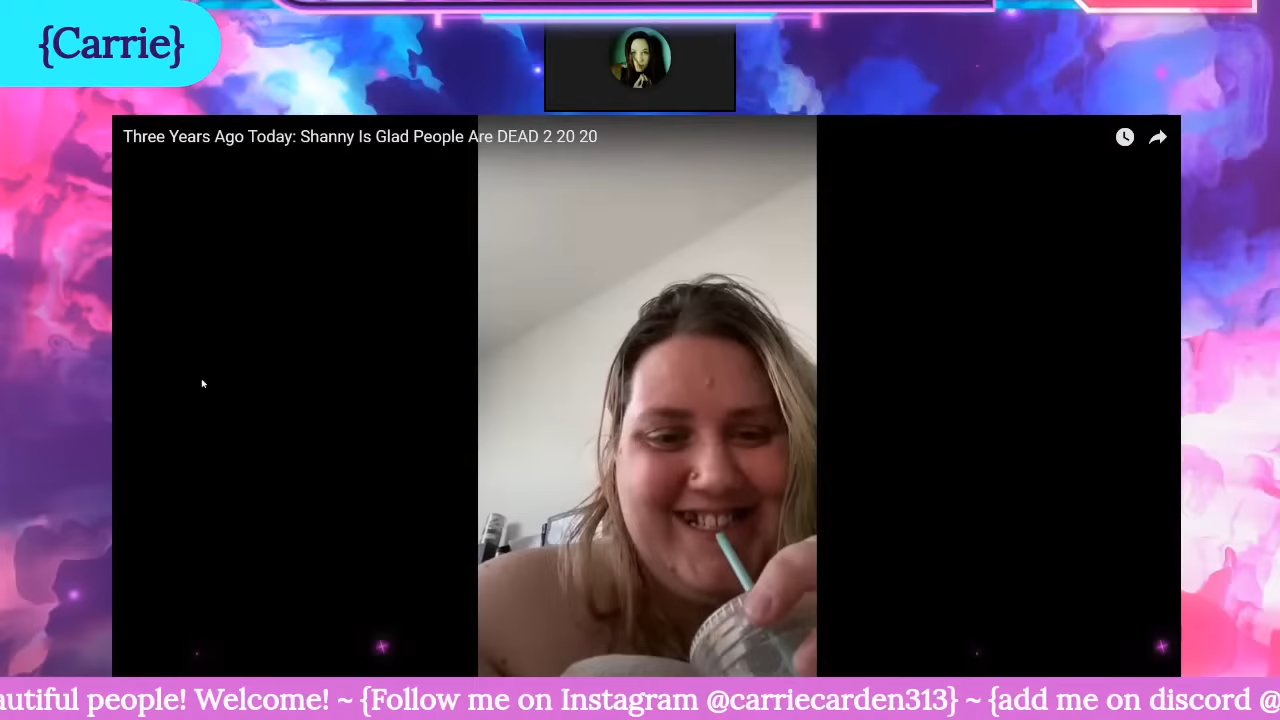 {Carrie}
Three Years Ago Today: Shanny Is Glad People Are DEAD 2 20 20
autiful people! Welcome! ~ {Follow me on Instagram @carriecarden313} ~ {add me on discord @